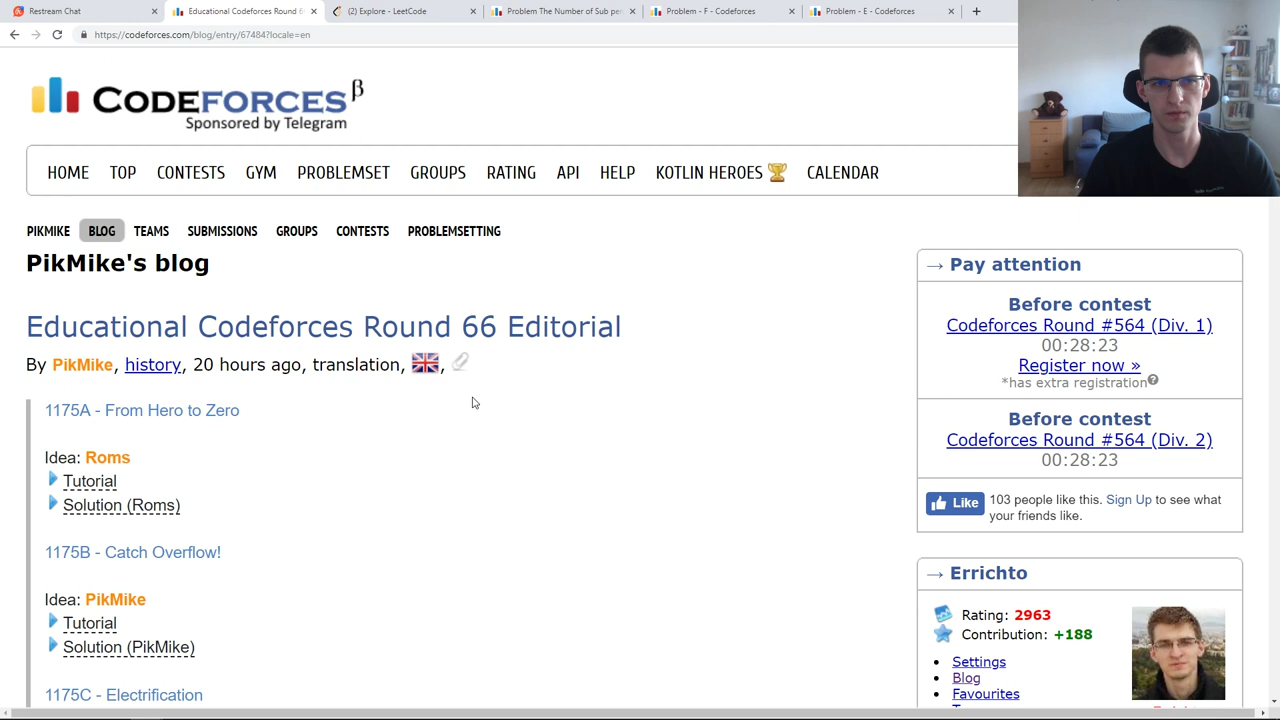 Restream Chat
Educational Codeforces Round 6
(2) Explore - LeetCode
Problem The Number of Sub per
Problem - F - Codeforces
Problem - E - Codeforces
https://codeforces.com/blog/entry/67484?locale=en
CODEFORCES β
Sponsored by Telegram
HOME TOP CONTESTS GYM PROBLEMSET GROUPS RATING API HELP KOTLIN HEROES CALENDAR
PIKMIKE BLOG TEAMS SUBMISSIONS GROUPS CONTESTS PROBLEMSETTING
PikMike's blog
Educational Codeforces Round 66 Editorial
By PikMike, history, 20 hours ago, translation,
1175A - From Hero to Zero
Idea: Roms
Tutorial
Solution (Roms)
1175B - Catch Overflow!
Idea: PikMike
Tutorial
Solution (PikMike)
1175C - Electrification
→ Pay attention
Before contest
Codeforces Round #564 (Div. 1)
00:28:23
Register now »
*has extra registration
Before contest
Codeforces Round #564 (Div. 2)
00:28:23
Like
103 people like this. Sign Up to see what
your friends like.
→ Errichto
Rating: 2963
Contribution: +188
Settings
Blog
Favourites